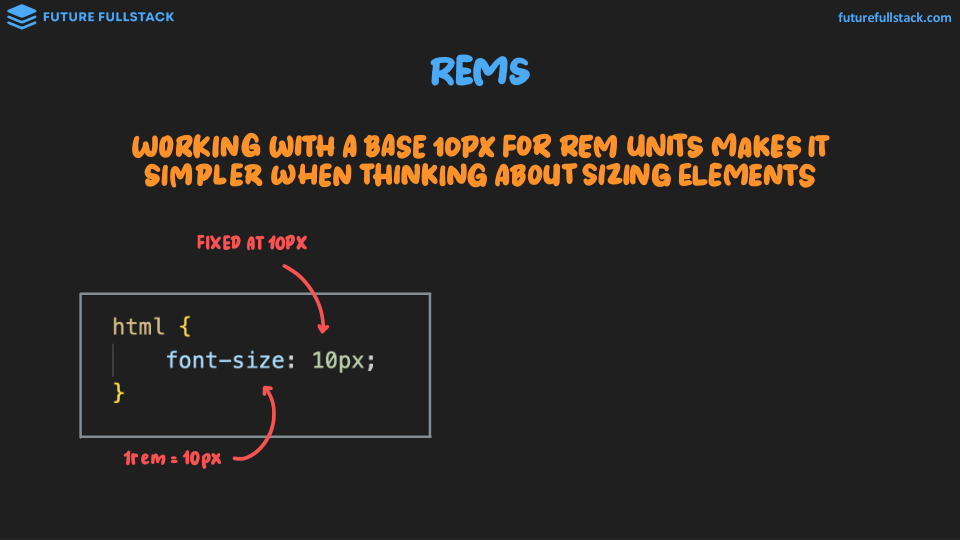 FUTURE FULLSTACK
futurefullstack.com
REMS
WORKING WITH A BASE 10PX FOR REM UNITS MAKES IT
SIMPLER WHEN THINKING ABOUT SIZING ELEMENTS
FIXED AT 10PX
html {
font-size: 10px;
}
1rem = 10px